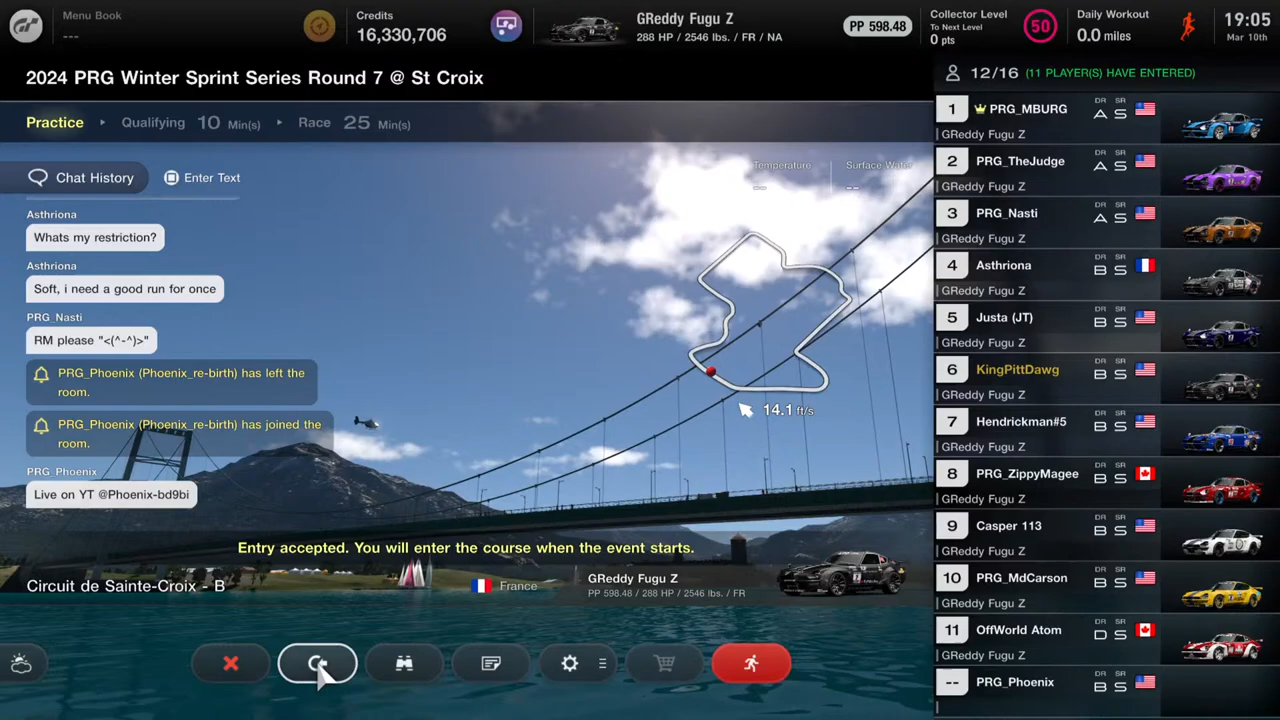 Menu Book
---
Credits
16,330,706
GReddy Fugu Z
288 HP / 2546 lbs. / FR / NA
PP 598.48
Collector Level
To Next Level
0 pts
50
Daily Workout
0.0 miles
19:05
Mar 10th
2024 PRG Winter Sprint Series Round 7 @ St Croix
Practice
Qualifying 10 Min(s)
Race 25 Min(s)
Chat History
Enter Text
Temperature
--
Surface Water
--
Asthriona
Whats my restriction?
Asthriona
Soft, i need a good run for once
PRG_Nasti
RM please "<(^-^)>"
PRG_Phoenix (Phoenix_re-birth) has left the
room.
PRG_Phoenix (Phoenix_re-birth) has joined the
room.
PRG_Phoenix
Live on YT @Phoenix-bd9bi
14.1 ft/s
Entry accepted. You will enter the course when the event starts.
Circuit de Sainte-Croix - B
France
GReddy Fugu Z
PP 598.48 / 288 HP / 2546 lbs. / FR
12/16 (11 PLAYER(S) HAVE ENTERED)
1 PRG_MBURG DR A SR S
GReddy Fugu Z
2 PRG_TheJudge DR A SR S
GReddy Fugu Z
3 PRG_Nasti DR A SR S
GReddy Fugu Z
4 Asthriona DR B SR S
GReddy Fugu Z
5 Justa (JT) DR B SR S
GReddy Fugu Z
6 KingPittDawg DR B SR S
GReddy Fugu Z
7 Hendrickman#5 DR B SR S
GReddy Fugu Z
8 PRG_ZippyMagee DR B SR S
GReddy Fugu Z
9 Casper 113 DR B SR S
GReddy Fugu Z
10 PRG_MdCarson DR B SR S
GReddy Fugu Z
11 OffWorld Atom DR D SR S
GReddy Fugu Z
-- PRG_Phoenix DR B SR S